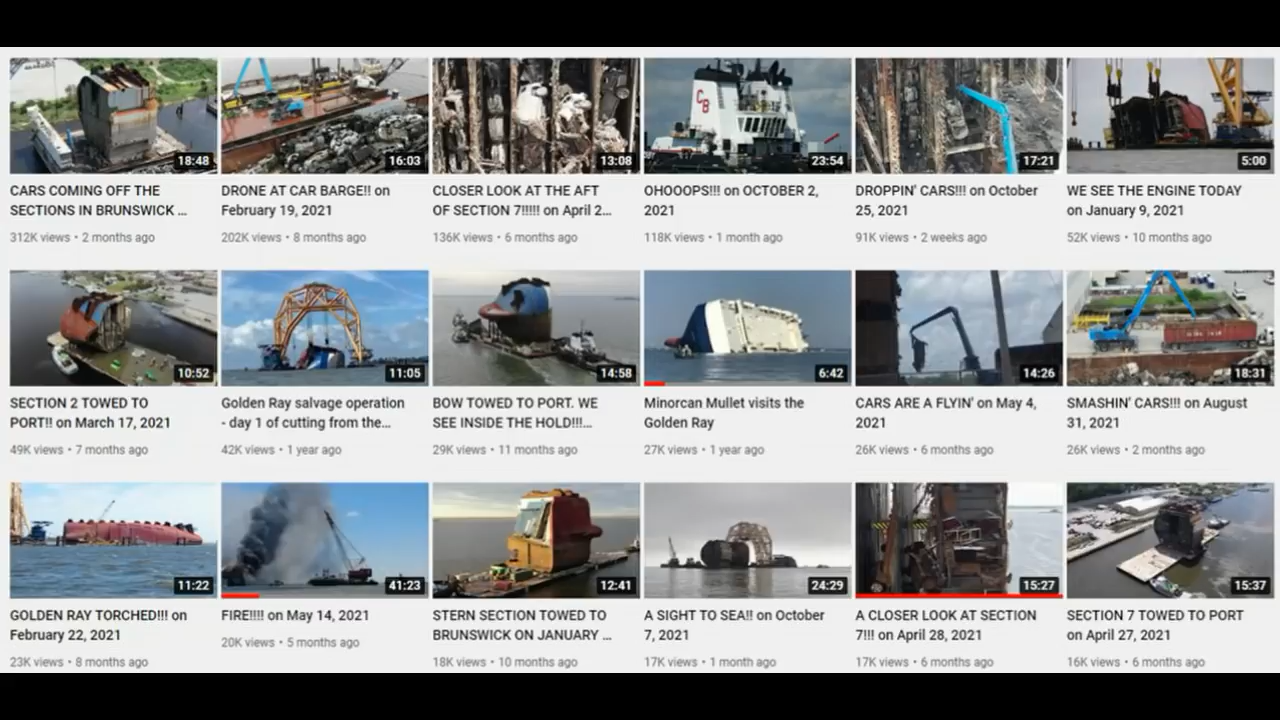 CB
18:48
16:03
13:08
23:54
17:21
5:00
CARS COMING OFF THE
SECTIONS IN BRUNSWICK ...
312K views • 2 months ago
DRONE AT CAR BARGE!! on
February 19, 2021
202K views • 8 months ago
CLOSER LOOK AT THE AFT
OF SECTION 7!!!!! on April 2...
136K views • 6 months ago
OHOOOPS!!! on OCTOBER 2,
2021
118K views • 1 month ago
DROPPIN' CARS!!! on October
25, 2021
91K views • 2 weeks ago
WE SEE THE ENGINE TODAY
on January 9, 2021
52K views • 10 months ago
10:52
11:05
14:58
6:42
14:26
18:31
SECTION 2 TOWED TO
PORT!! on March 17, 2021
49K views • 7 months ago
Golden Ray salvage operation
- day 1 of cutting from the...
42K views • 1 year ago
BOW TOWED TO PORT. WE
SEE INSIDE THE HOLD!!!...
29K views • 11 months ago
Minorcan Mullet visits the
Golden Ray
27K views • 1 year ago
CARS ARE A FLYIN' on May 4,
2021
26K views • 6 months ago
SMASHIN' CARS!!! on August
31, 2021
26K views • 2 months ago
11:22
41:23
12:41
24:29
15:27
15:37
GOLDEN RAY TORCHED!!! on
February 22, 2021
23K views • 8 months ago
FIRE!!!! on May 14, 2021
20K views • 5 months ago
STERN SECTION TOWED TO
BRUNSWICK ON JANUARY ...
18K views • 10 months ago
A SIGHT TO SEA!! on October
7, 2021
17K views • 1 month ago
A CLOSER LOOK AT SECTION
7!!! on April 28, 2021
17K views • 6 months ago
SECTION 7 TOWED TO PORT
on April 27, 2021
16K views • 6 months ago